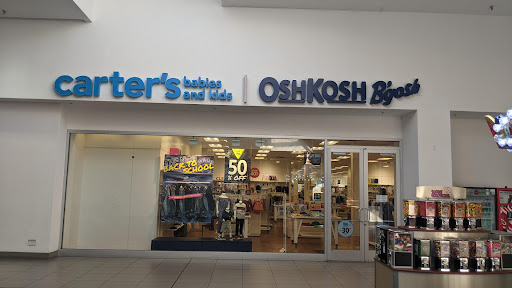 carter's babies and kids | OSHKOSH B'gosh
BACK TO SCHOOL
50
% OFF
30